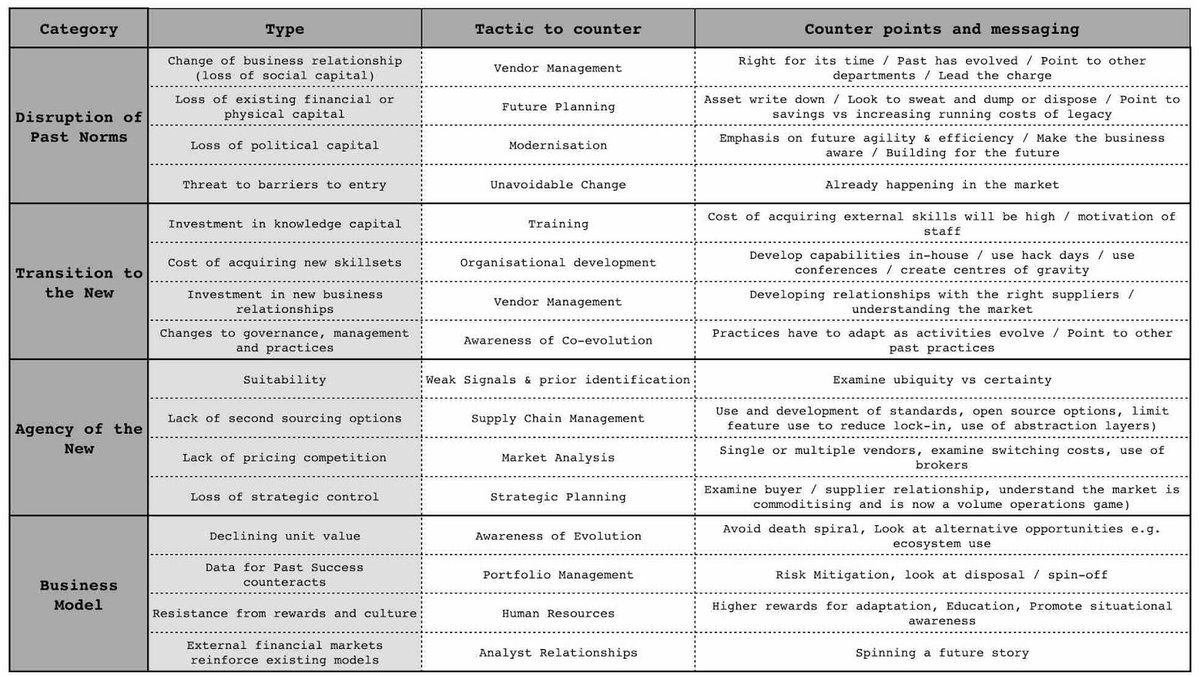 Category
Type
Tactic to counter
Counter points and messaging
Disruption of
Past Norms
Change of business relationship
(loss of social capital)
Vendor Management
Right for its time / Past has evolved / Point to other
departments / Lead the charge
Loss of existing financial or
physical capital
Future Planning
Asset write down / Look to sweat and dump or dispose / Point to
savings vs increasing running costs of legacy
Loss of political capital
Modernisation
Emphasis on future agility & efficiency / Make the business
aware / Building for the future
Threat to barriers to entry
Unavoidable Change
Already happening in the market
Transition to
the New
Investment in knowledge capital
Training
Cost of acquiring external skills will be high / motivation of
staff
Cost of acquiring new skillsets
Organisational development
Develop capabilities in-house / use hack days / use
conferences / create centres of gravity
Investment in new business
relationships
Vendor Management
Developing relationships with the right suppliers /
understanding the market
Changes to governance, management
and practices
Awareness of Co-evolution
Practices have to adapt as activities evolve / Point to other
past practices
Agency of the
New
Suitability
Weak Signals & prior identification
Examine ubiquity vs certainty
Lack of second sourcing options
Supply Chain Management
Use and development of standards, open source options, limit
feature use to reduce lock-in, use of abstraction layers)
Lack of pricing competition
Market Analysis
Single or multiple vendors, examine switching costs, use of
brokers
Loss of strategic control
Strategic Planning
Examine buyer / supplier relationship, understand the market is
commoditising and is now a volume operations game)
Business
Model
Declining unit value
Awareness of Evolution
Avoid death spiral, Look at alternative opportunities e.g.
ecosystem use
Data for Past Success
counteracts
Portfolio Management
Risk Mitigation, look at disposal / spin-off
Resistance from rewards and culture
Human Resources
Higher rewards for adaptation, Education, Promote situational
awareness
External financial markets
reinforce existing models
Analyst Relationships
Spinning a future story